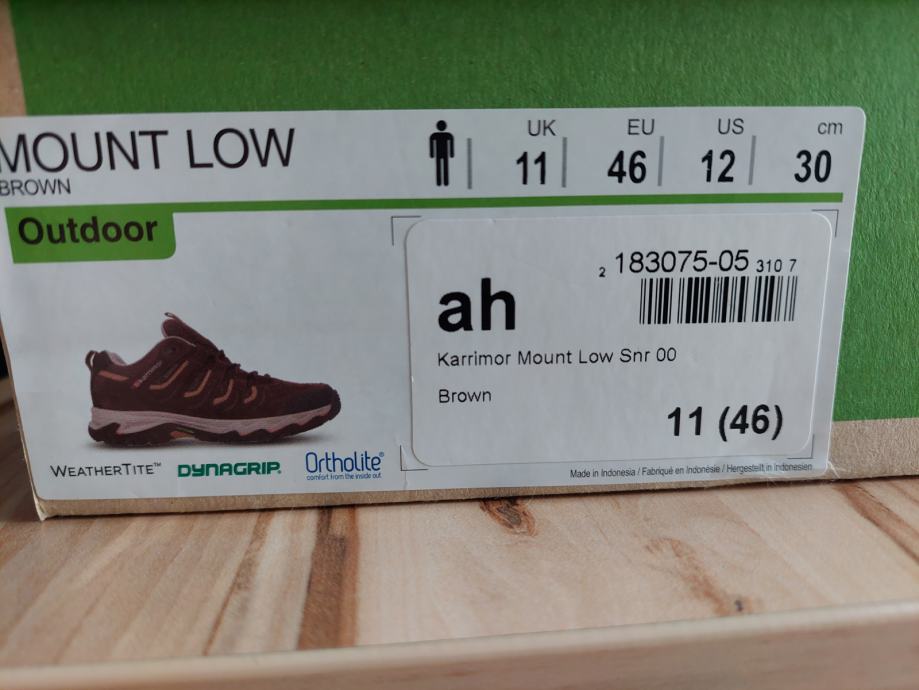 MOUNT LOW
BROWN
UK EU US cm
11 46 12 30
Outdoor
2 183075-05 310 7
ah
Karrimor Mount Low Snr 00
Brown
11 (46)
WEATHERTITE™ DYNAGRIP. Ortholite®
comfort from the inside out
Made in Indonesia / Fabriqué en Indonésie / Hergestellt in Indonesien